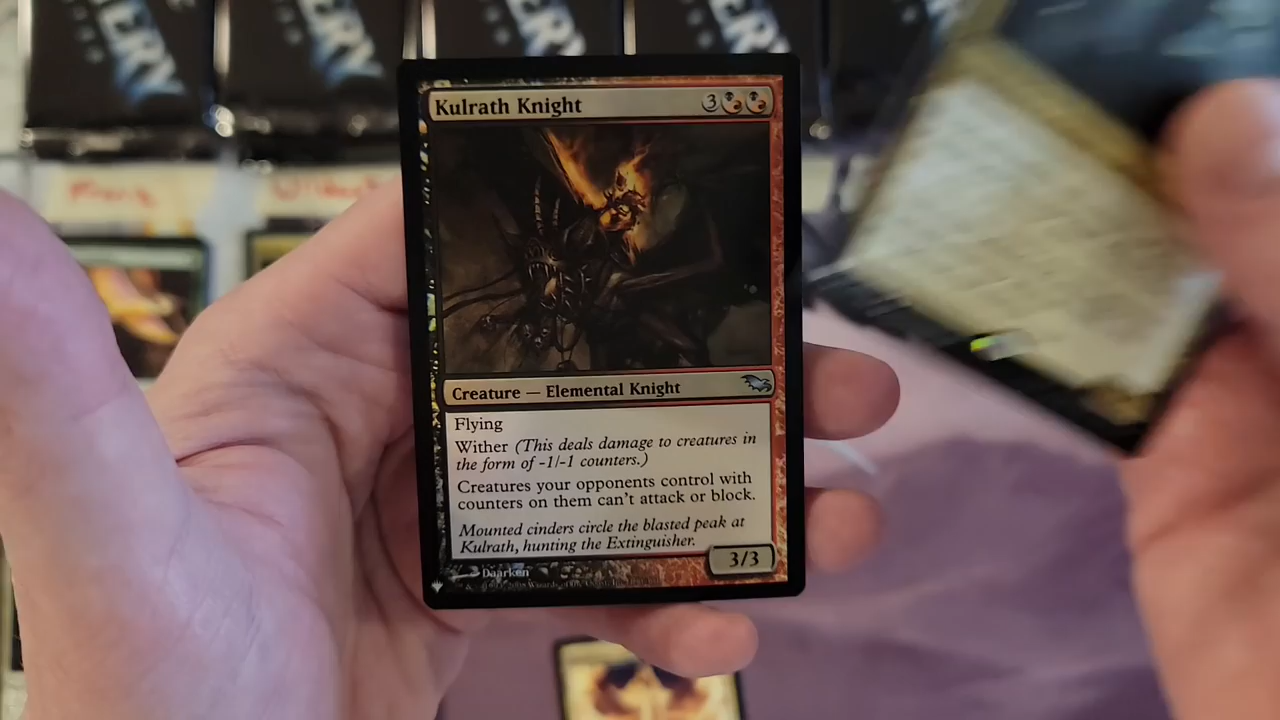 Kulrath Knight
3
Creature — Elemental Knight
Flying
Wither (This deals damage to creatures in
the form of -1/-1 counters.)
Creatures your opponents control with
counters on them can't attack or block.
Mounted cinders circle the blasted peak at
Kulrath, hunting the Extinguisher.
3/3
Daarken